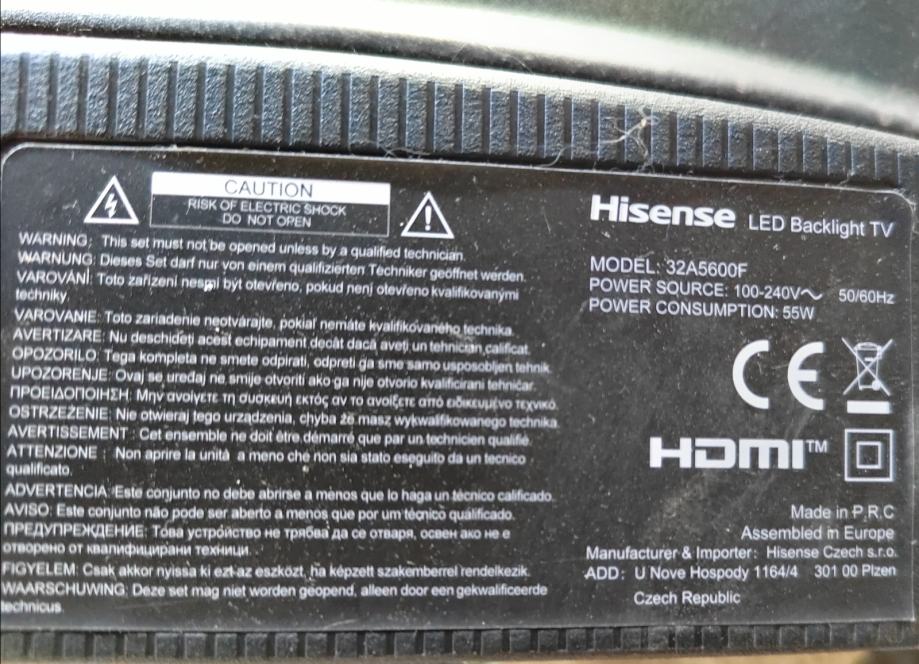 CAUTION
RISK OF ELECTRIC SHOCK
DO NOT OPEN
WARNING: This set must not be opened unless by a qualified technician.
WARNUNG: Dieses Set darf nur von einem qualifizierten Techniker geöffnet werden.
VAROVÁNÍ: Toto zařízení nesmí být otevřeno, pokud není otevřeno kvalifikovanými
techniky.
VAROVANIE: Toto zariadenie neotvárajte, pokiaľ nemáte kvalifikovaného technika.
AVERTIZARE: Nu deschideți acest echipament decât dacă aveți un tehnician calificat.
OPOZORILO: Tega kompleta ne smete odpirati, odpreti ga sme samo usposobljen tehnik.
UPOZORENJE: Ovaj se uređaj ne smije otvoriti ako ga nije otvorio kvalificirani tehničar.
ΠΡΟΕΙΔΟΠΟΙΗΣΗ: Μην ανοίγετε τη συσκευή εκτός αν το ανοίξετε από ειδικευμένο τεχνικό.
OSTRZEŻENIE: Nie otwieraj tego urządzenia, chyba że masz wykwalifikowanego technika.
AVERTISSEMENT : Cet ensemble ne doit être démarré que par un technicien qualifié.
ATTENZIONE : Non aprire la unità a meno che non sia stato eseguito da un tecnico
qualificato.
ADVERTENCIA: Este conjunto no debe abrirse a menos que lo haga un técnico calificado.
AVISO: Este conjunto não pode ser aberto a menos que por um técnico qualificado.
ПРЕДУПРЕЖДЕНИЕ: Това устройство не трябва да се отваря, освен ако не е
отворено от квалифицирани техници.
FIGYELEM: Csak akkor nyissa ki ezt az eszközt, ha képzett szakemberrel rendelkezik.
WAARSCHUWING: Deze set mag niet worden geopend, alleen door een gekwalificeerde
technicus.
Hisense LED Backlight TV
MODEL: 32A5600F
POWER SOURCE: 100-240V～ 50/60Hz
POWER CONSUMPTION: 55W
CE
HDMI™
Made in P.R.C
Assembled in Europe
Manufacturer & Importer: Hisense Czech s.r.o.
ADD: U Nove Hospody 1164/4 301 00 Plzen
Czech Republic